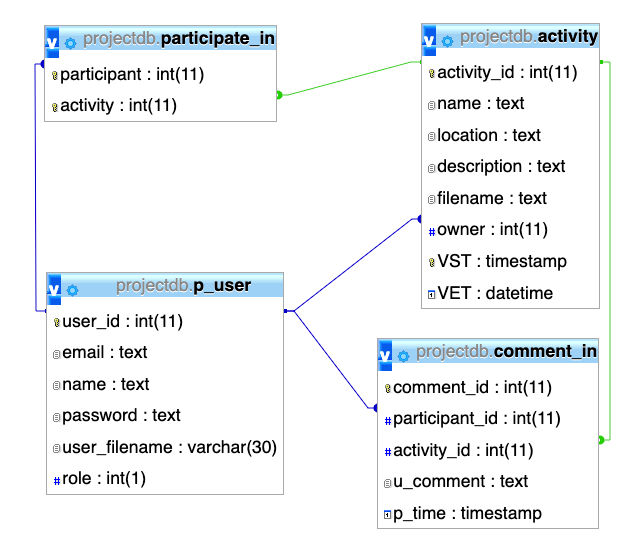 projectdb.participate_in
participant : int(11)
activity : int(11)
projectdb.activity
activity_id : int(11)
name : text
location : text
description : text
filename : text
owner : int(11)
VST : timestamp
VET : datetime
projectdb.p_user
user_id : int(11)
email : text
name : text
password : text
user_filename : varchar(30)
role : int(1)
projectdb.comment_in
comment_id : int(11)
participant_id : int(11)
activity_id : int(11)
u_comment : text
p_time : timestamp